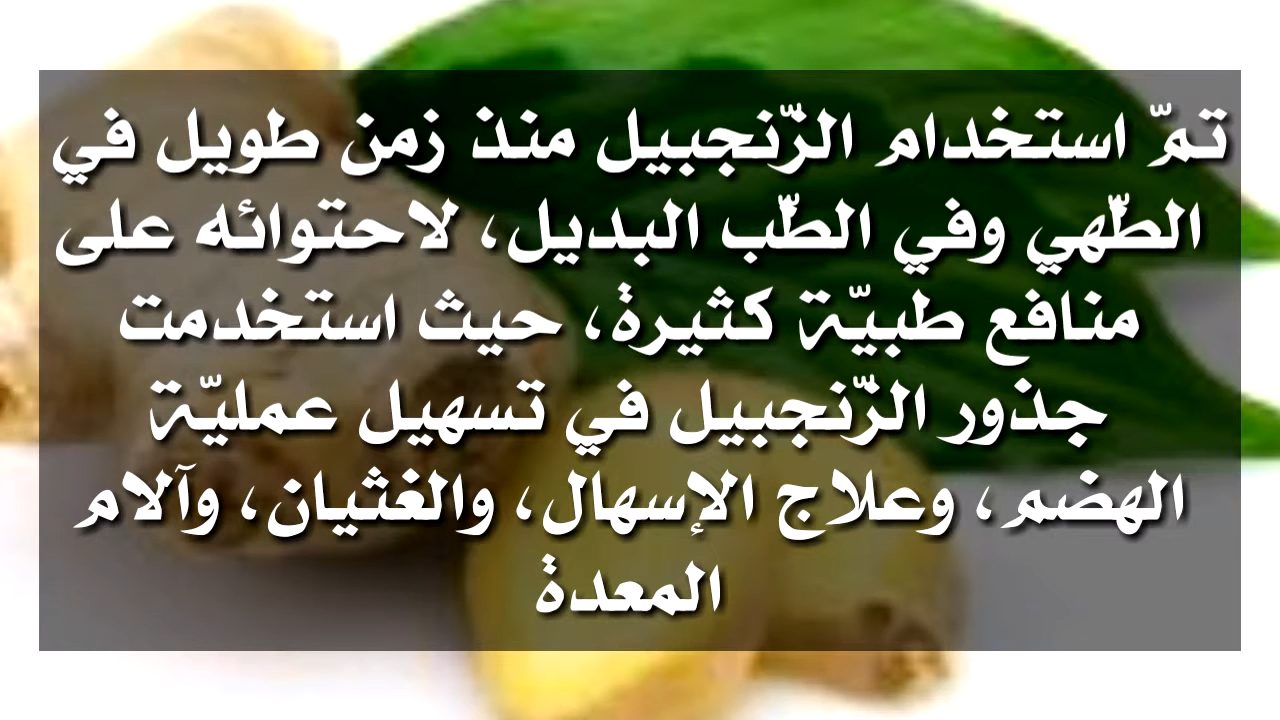 تمّ استخدام الزّنجبيل منذ زمن طويل في
الطّهي وفي الطّب البديل، لاحتوائه على
منافع طبيّة كثيرة، حيث استخدمت
جذور الزّنجبيل في تسهيل عمليّة
الهضم، وعلاج الإسهال، والغثيان، وآلام
المعدة